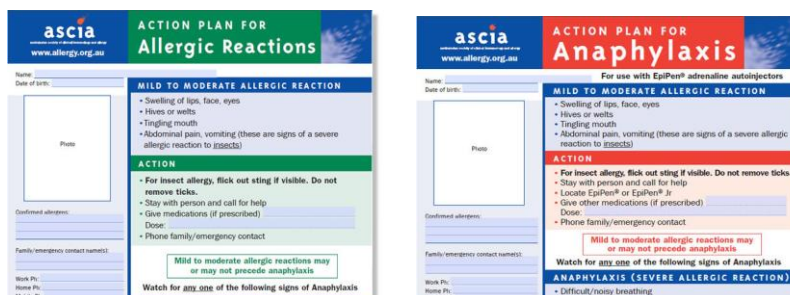 ascia
www.allergy.org.au
ACTION PLAN FOR
Allergic Reactions
Name:
Date of birth:
Photo
Confirmed allergens:
Family/emergency contact name(s):
Work Ph:
Home Ph:
MILD TO MODERATE ALLERGIC REACTION
• Swelling of lips, face, eyes
• Hives or welts
• Tingling mouth
• Abdominal pain, vomiting (these are signs of a severe
allergic reaction to insects)
ACTION
• For insect allergy, flick out sting if visible. Do not
remove ticks.
• Stay with person and call for help
• Give medications (if prescribed)
Dose:
• Phone family/emergency contact
Mild to moderate allergic reactions may
or may not precede anaphylaxis
Watch for any one of the following signs of Anaphylaxis
ascia
www.allergy.org.au
ACTION PLAN FOR
Anaphylaxis
Name:
Date of birth:
Photo
Confirmed allergens:
Family/emergency contact name(s):
Work Ph:
Home Ph:
For use with EpiPen® adrenaline autoinjectors
MILD TO MODERATE ALLERGIC REACTION
• Swelling of lips, face, eyes
• Hives or welts
• Tingling mouth
• Abdominal pain, vomiting (these are signs of a severe allergic
reaction to insects)
ACTION
• For insect allergy, flick out sting if visible. Do not remove ticks
• Stay with person and call for help
• Locate EpiPen® or EpiPen® Jr
• Give other medications (if prescribed)
Dose:
• Phone family/emergency contact
Mild to moderate allergic reactions may
or may not precede anaphylaxis
Watch for any one of the following signs of Anaphylaxis
ANAPHYLAXIS (SEVERE ALLERGIC REACTION)
• Difficult/noisy breathing